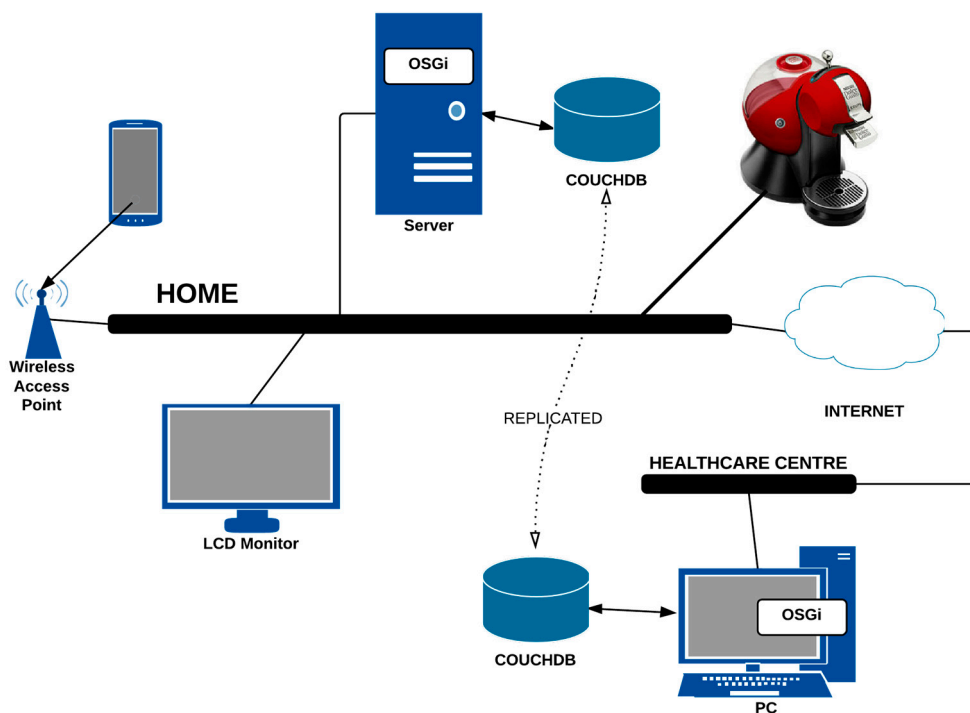 OSGi
COUCHDB
Server
HOME
Wireless
Access
Point
INTERNET
REPLICATED
HEALTHCARE CENTRE
LCD Monitor
OSGi
COUCHDB
PC